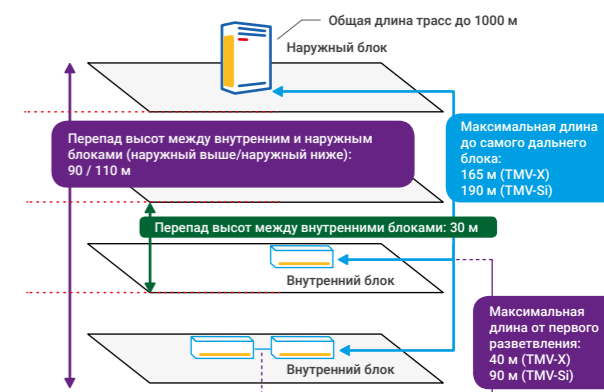 Общая длина трасс до 1000 м
Наружный блок
Перепад высот между внутренним и наружным
блоками (наружный выше/наружный ниже):
90 / 110 м
Максимальная длина
до самого дальнего
блока:
165 м (TMV-X)
190 м (TMV-Si)
Перепад высот между внутренними блоками: 30 м
Внутренний блок
Максимальная
длина от первого
разветвления:
40 м (TMV-X)
90 м (TMV-Si)
Внутренний блок